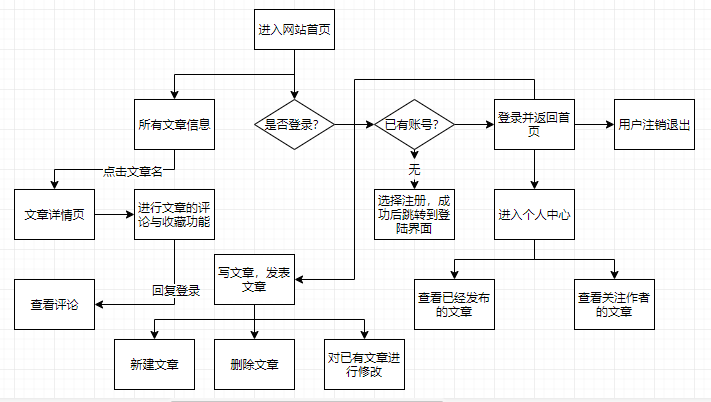 进入网站首页
所有文章信息
是否登录?
已有账号?
登录并返回首
页
用户注销退出
点击文章名
无
文章详情页
进行文章的评
论与收藏功能
选择注册，成
功后跳转到登
陆界面
进入个人中心
写文章，发表
文章
回复登录
查看评论
查看已经发布
的文章
查看关注作者
的文章
新建文章
删除文章
对已有文章进
行修改